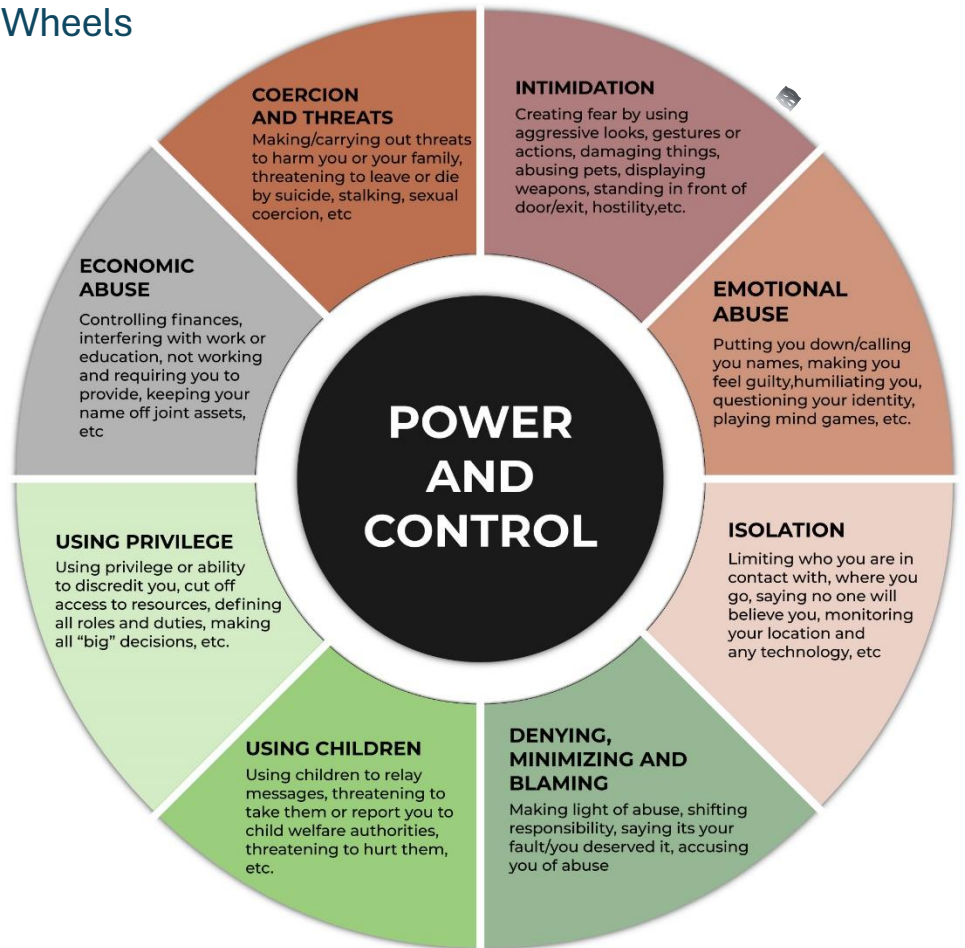 Wheels
COERCION
AND THREATS
Making/carrying out threats
to harm you or your family,
threatening to leave or die
by suicide, stalking, sexual
coercion, etc
INTIMIDATION
Creating fear by using
aggressive looks, gestures or
actions, damaging things,
abusing pets, displaying
weapons, standing in front of
door/exit, hostility,etc.
EMOTIONAL
ABUSE
Putting you down/calling
you names, making you
feel guilty,humiliating you,
questioning your identity,
playing mind games, etc.
ISOLATION
Limiting who you are in
contact with, where you
go, saying no one will
believe you, monitoring
your location and
any technology, etc
DENYING,
MINIMIZING AND
BLAMING
Making light of abuse, shifting
responsibility, saying its your
fault/you deserved it, accusing
you of abuse
USING CHILDREN
Using children to relay
messages, threatening to
take them or report you to
child welfare authorities,
threatening to hurt them,
etc.
USING PRIVILEGE
Using privilege or ability
to discredit you, cut off
access to resources, defining
all roles and duties, making
all “big” decisions, etc.
ECONOMIC
ABUSE
Controlling finances,
interfering with work or
education, not working
and requiring you to
provide, keeping your
name off joint assets,
etc
POWER
AND
CONTROL